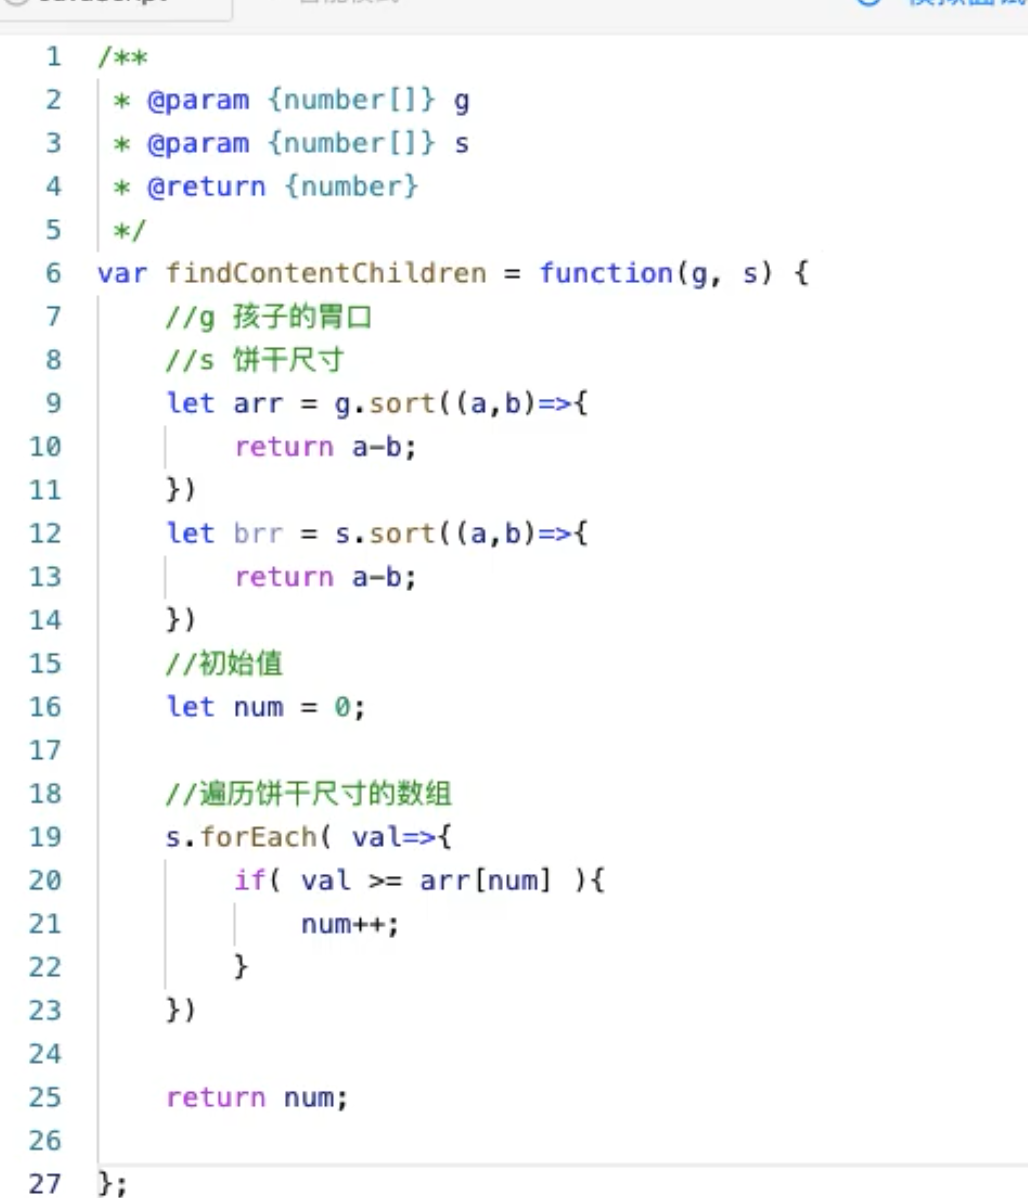 1 /**
2  * @param {number[]} g
3  * @param {number[]} s
4  * @return {number}
5  */
6 var findContentChildren = function(g, s) {
7     //g 孩子的胃口
8     //s 饼干尺寸
9     let arr = g.sort((a,b)=>{
10         return a-b;
11     })
12     let brr = s.sort((a,b)=>{
13         return a-b;
14     })
15     //初始值
16     let num = 0;
17
18     //遍历饼干尺寸的数组
19     s.forEach( val=>{
20         if( val >= arr[num] ){
21             num++;
22         }
23     })
24
25     return num;
26
27 };